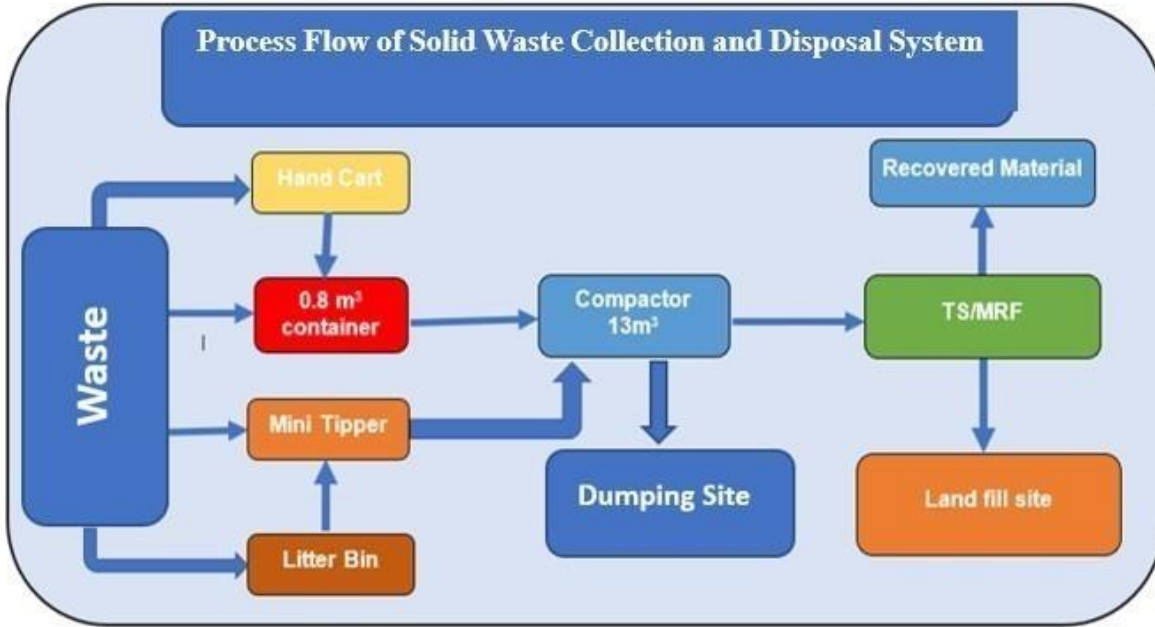 Process Flow of Solid Waste Collection and Disposal System
Hand Cart
Recovered Material
Waste
0.8 m³
container
Compactor
13m³
TS/MRF
Mini Tipper
Dumping Site
Land fill site
Litter Bin